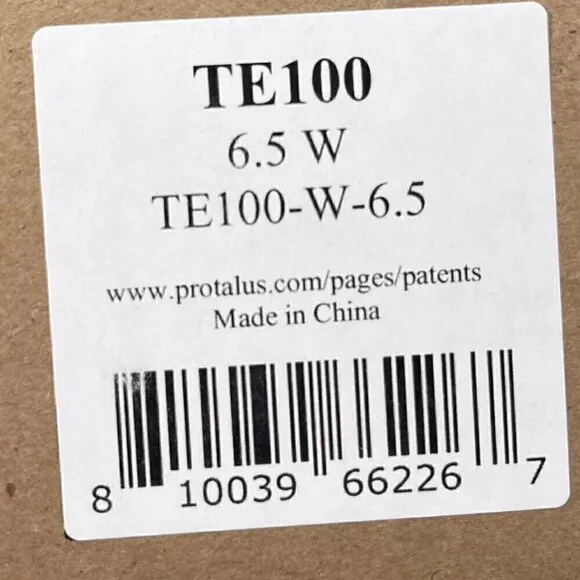 TE100
6.5 W
TE100-W-6.5
www.protalus.com/pages/patents
Made in China
8 10039 66226 7